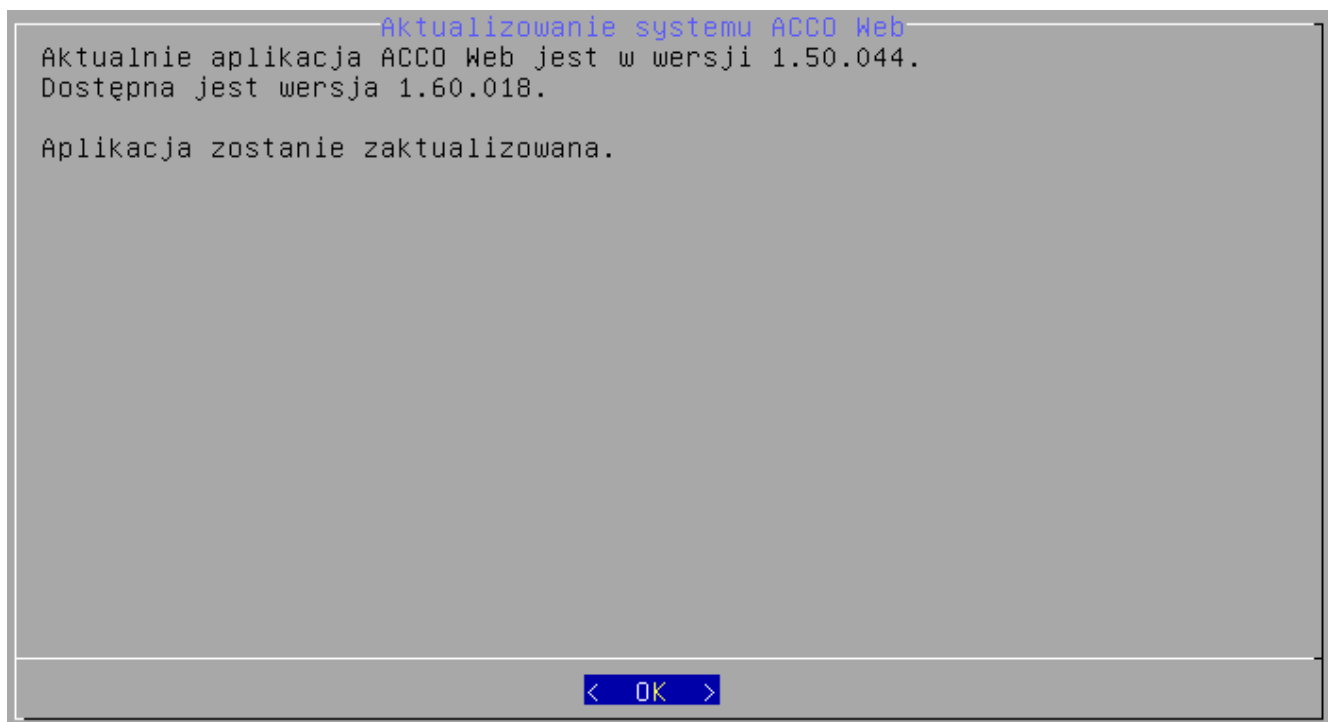 Aktualizowanie systemu ACCO Web
Aktualnie aplikacja ACCO Web jest w wersji 1.50.044.
Dostępna jest wersja 1.60.018.
Aplikacja zostanie zaktualizowana.
< OK >